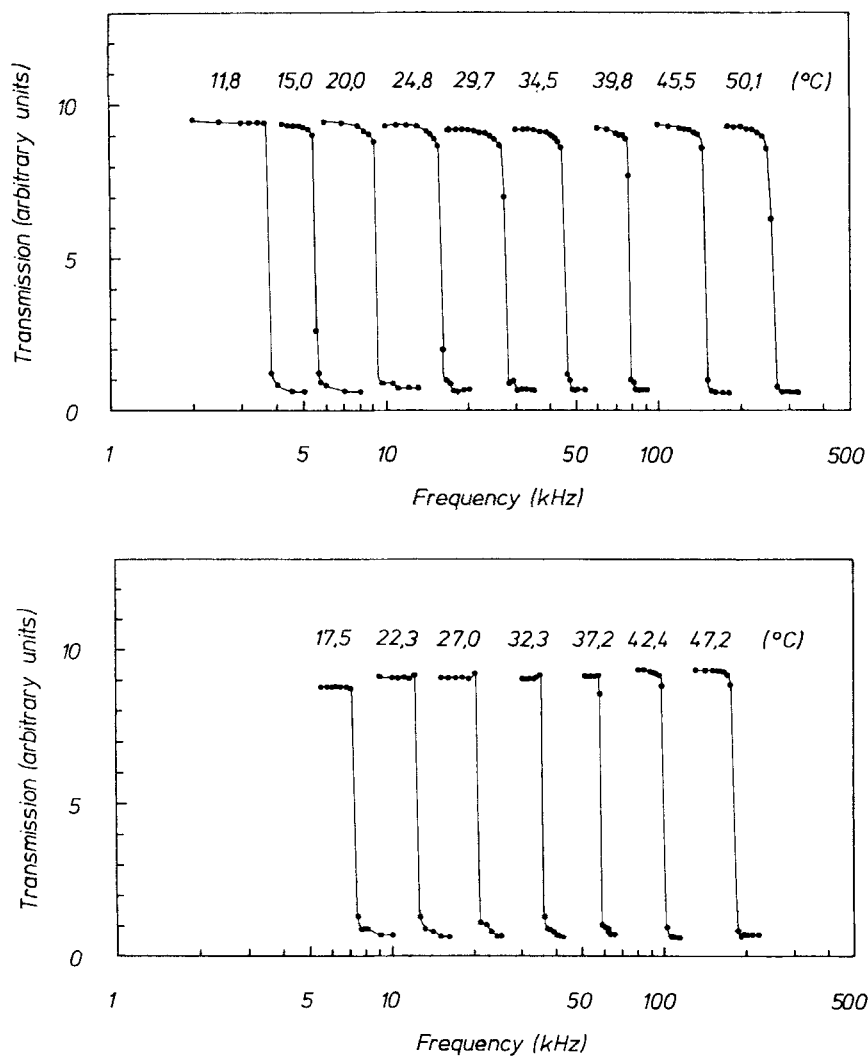 11,8 15,0 20,0 24,8 29,7 34,5 39,8 45,5 50,1 (°C)
10
5
0
Transmission (arbitrary units)
1 5 10 50 100 500
Frequency (kHz)
17,5 22,3 27,0 32,3 37,2 42,4 47,2 (°C)
10
5
0
Transmission (arbitrary units)
1 5 10 50 100 500
Frequency (kHz)